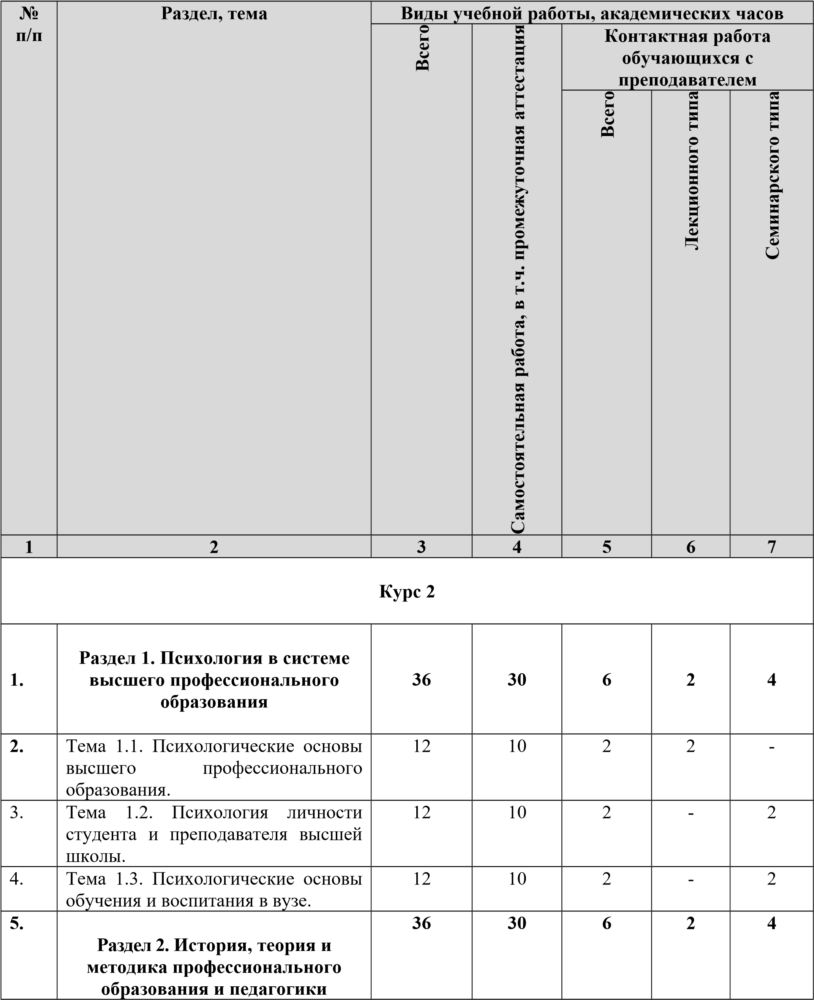 №
п/п
Раздел, тема
Виды учебной работы, академических часов
Всего
Самостоятельная работа, в т.ч. промежуточная аттестация
Контактная работа
обучающихся с
преподавателем
Всего
Лекционного типа
Семинарского типа
1 2 3 4 5 6 7
Курс 2
1.
Раздел 1. Психология в системе
высшего профессионального
образования
36 30 6 2 4
2. Тема 1.1. Психологические основы 12 10 2 2 -
высшего профессионального
образования.
3. Тема 1.2. Психология личности 12 10 2 - 2
студента и преподавателя высшей
школы.
4. Тема 1.3. Психологические основы 12 10 2 - 2
обучения и воспитания в вузе.
5. 36 30 6 2 4
Раздел 2. История, теория и
методика профессионального
образования и педагогики